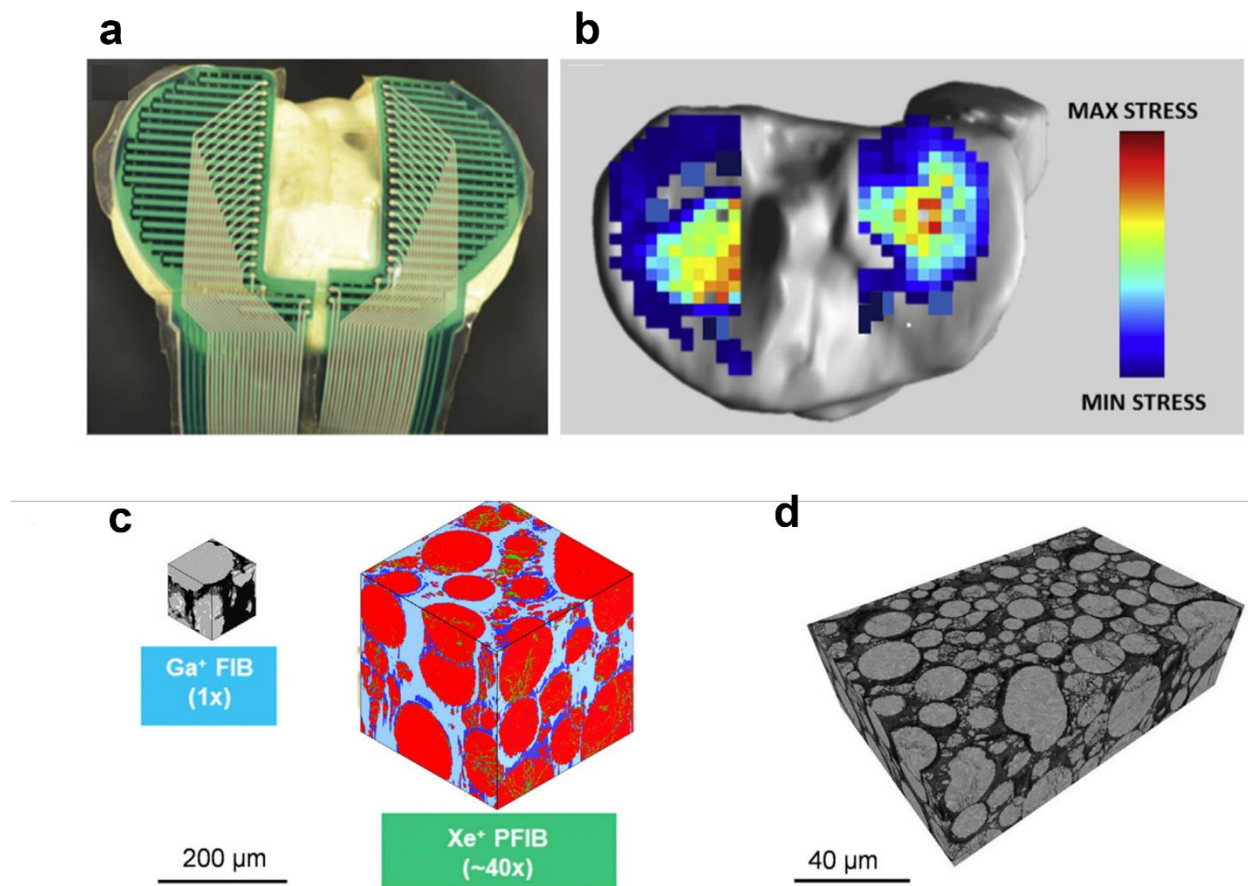 a
b
MAX STRESS
MIN STRESS
c
d
Ga⁺ FIB
(1x)
Xe⁺ PFIB
(~40x)
200 µm
40 µm